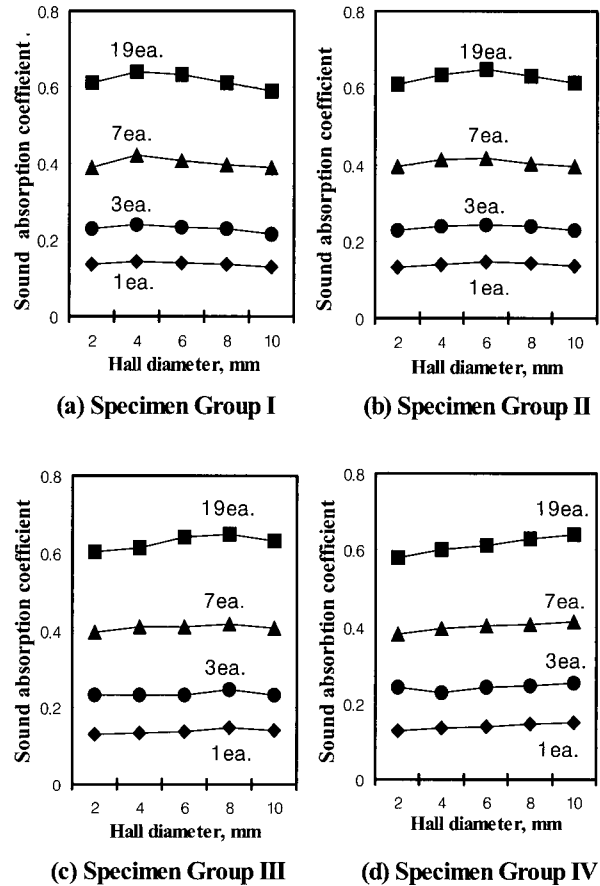 Sound absorption coefficient .
0.8
0.6
0.4
0.2
0
19ea.
7ea.
3ea.
1ea.
2 4 6 8 10
Hall diameter, mm
(a) Specimen Group I
Sound absorption coefficient
0.8
0.6
0.4
0.2
0
19ea.
7ea.
3ea.
1ea.
2 4 6 8 10
Hall diameter, mm
(b) Specimen Group II
Sound absorption coefficient
0.8
0.6
0.4
0.2
0
19ea.
7ea.
3ea.
1ea.
2 4 6 8 10
Hall diameter, mm
(c) Specimen Group III
Sound absorbtion coefficient
0.8
0.6
0.4
0.2
0
19ea.
7ea.
3ea.
1ea.
2 4 6 8 10
Hall diameter, mm
(d) Specimen Group IV